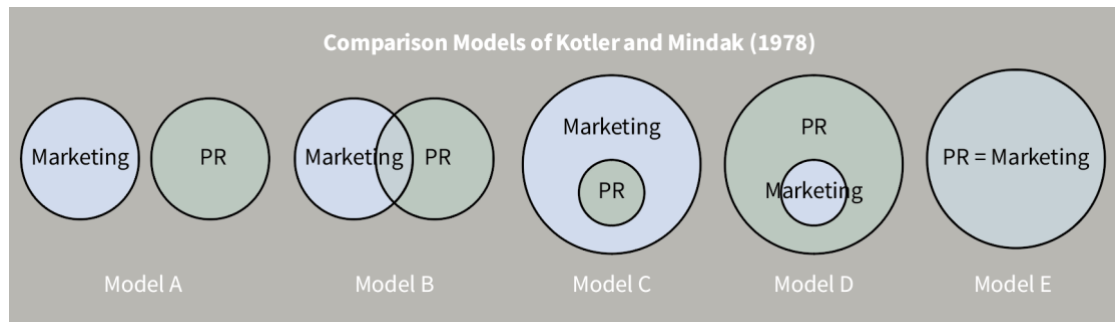 Comparison Models of Kotler and Mindak (1978)
Marketing
PR
Marketing
PR
Marketing
PR
PR
Marketing
PR = Marketing
Model A
Model B
Model C
Model D
Model E